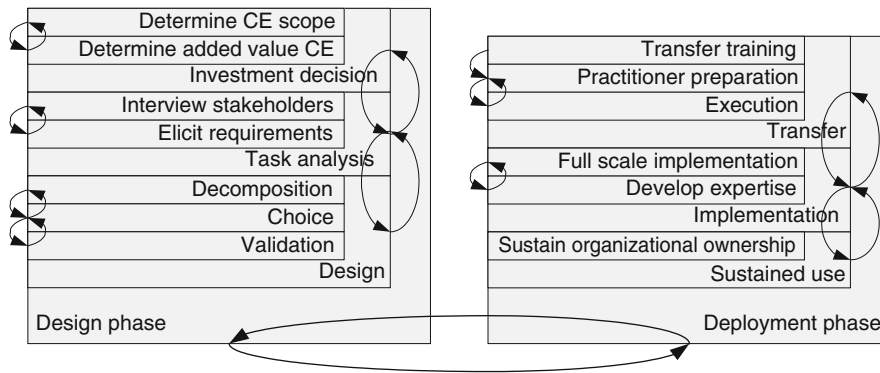 Determine CE scope
Determine added value CE
Investment decision
Interview stakeholders
Elicit requirements
Task analysis
Decomposition
Choice
Validation
Design
Design phase
Transfer training
Practitioner preparation
Execution
Transfer
Full scale implementation
Develop expertise
Implementation
Sustain organizational ownership
Sustained use
Deployment phase